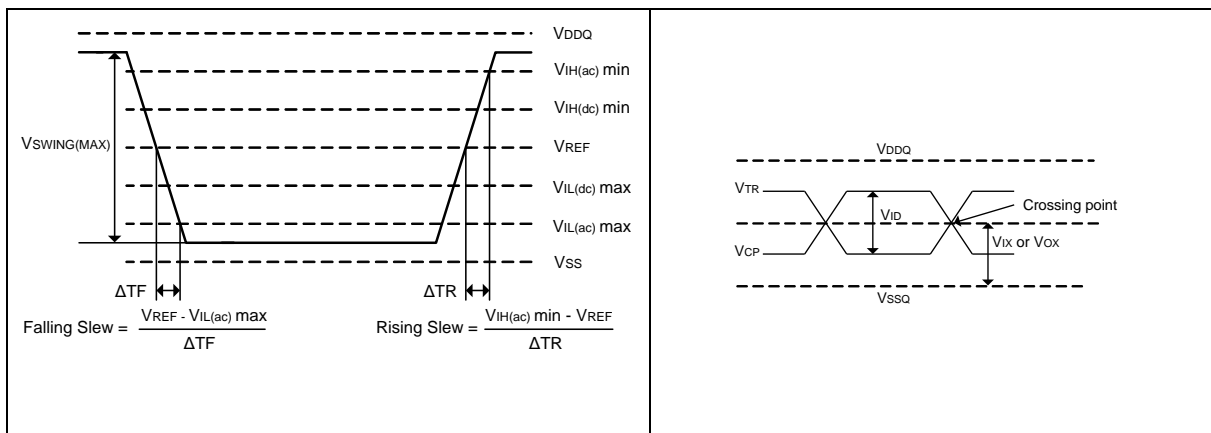 VDDQ
VIH(ac) min
VIH(dc) min
VSWING(MAX)
VREF
VIL(dc) max
VIL(ac) max
VSS
ΔTF
ΔTR
Falling Slew = VREF - VIL(ac) max
ΔTF
Rising Slew = VIH(ac) min - VREF
ΔTR
VDDQ
VTR
VID
Crossing point
VCP
VIX or VOX
VSSQ